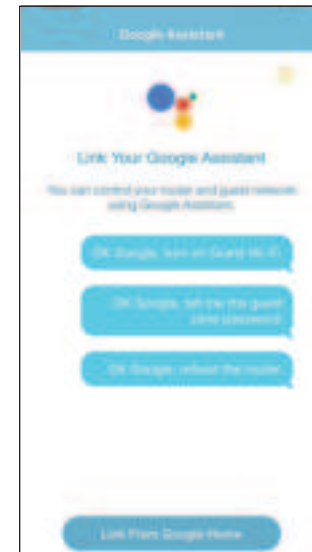 Google Assistant
Link Your Google Assistant
You can control your router and guest network
using Google Assistant.
OK Google, turn on Guest Wi-Fi
OK Google, tell me the guest
zone password
OK Google, reboot the router
Link From Google Home